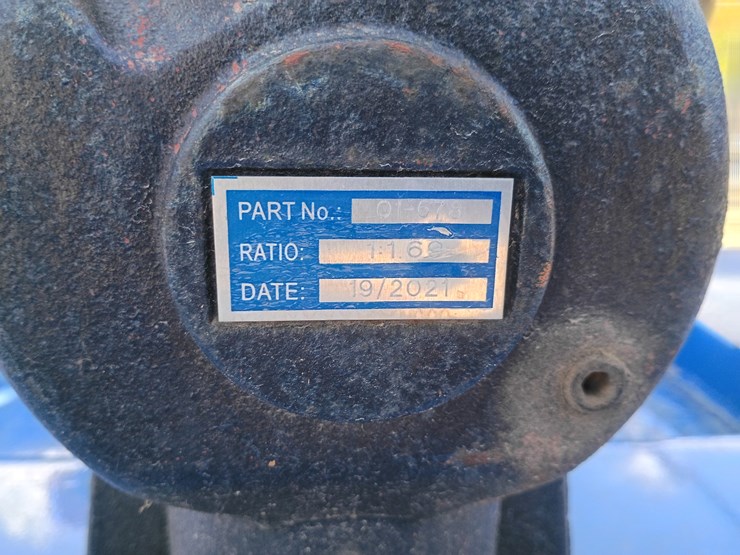 PART No.:
RATIO: 1:1.69
DATE: 19/2021